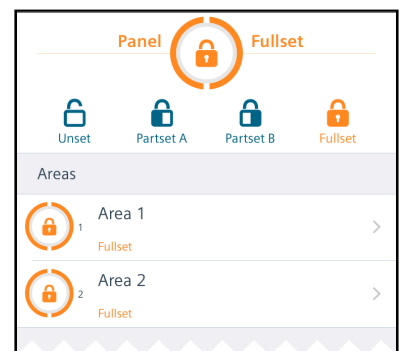 Panel Fullset
Unset Partset A Partset B Fullset
Areas
Area 1
1
Fullset
Area 2
2
Fullset